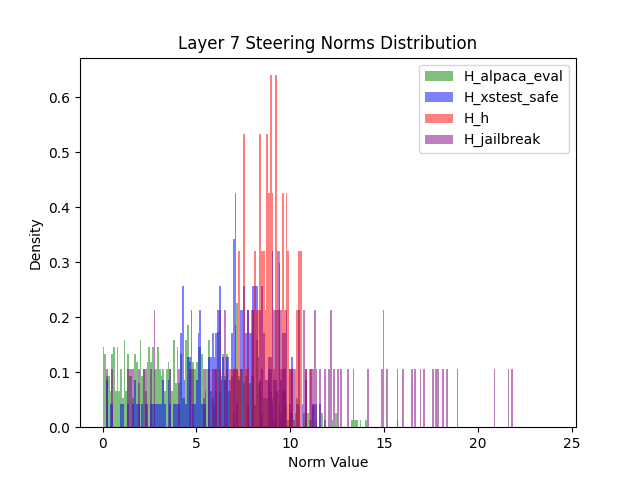 Layer 7 Steering Norms Distribution
H_alpaca_eval
H_xstest_safe
H_h
H_jailbreak
Density
0.6
0.5
0.4
0.3
0.2
0.1
0.0
0
5
10
15
20
25
Norm Value